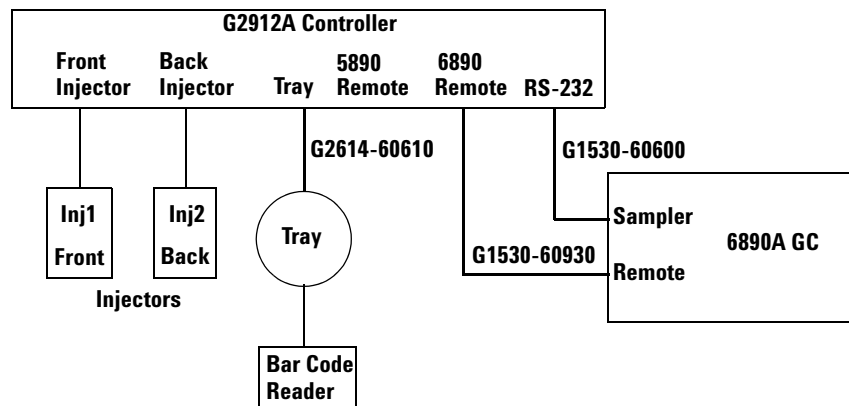 G2912A Controller
Front Injector
Back Injector
Tray
5890 Remote
6890 Remote
RS-232
G2614-60610
G1530-60600
Inj1
Front
Inj2
Back
Injectors
Tray
G1530-60930
Sampler
Remote
6890A GC
Bar Code
Reader